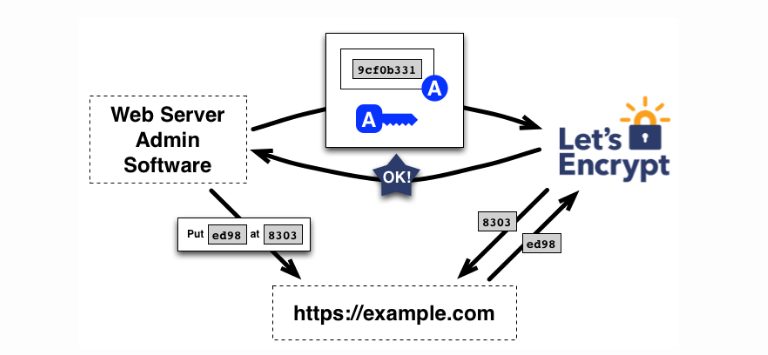 9cf0b331
A
A
Web Server
Admin
Software
Let's
Encrypt
OK!
Put ed98 at 8303
8303
ed98
https://example.com